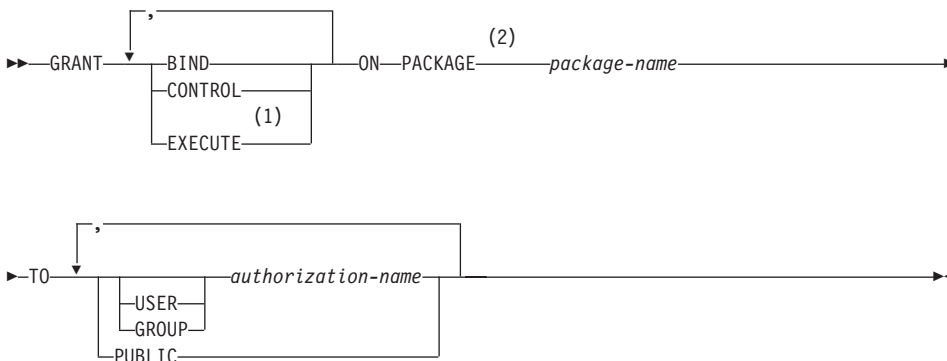 ,
(2)
GRANT BIND ON PACKAGE package-name
CONTROL
(1)
EXECUTE
,
TO authorization-name
USER
GROUP
PUBLIC